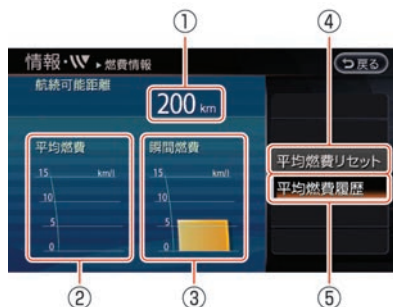 ① ④
情報・W ▸燃費情報 戻る
航続可能距離
200 km
平均燃費 瞬間燃費
平均燃費リセット
15 km/l 15 km/l
平均燃費履歴
10 10
5 5
0 0
② ③ ⑤